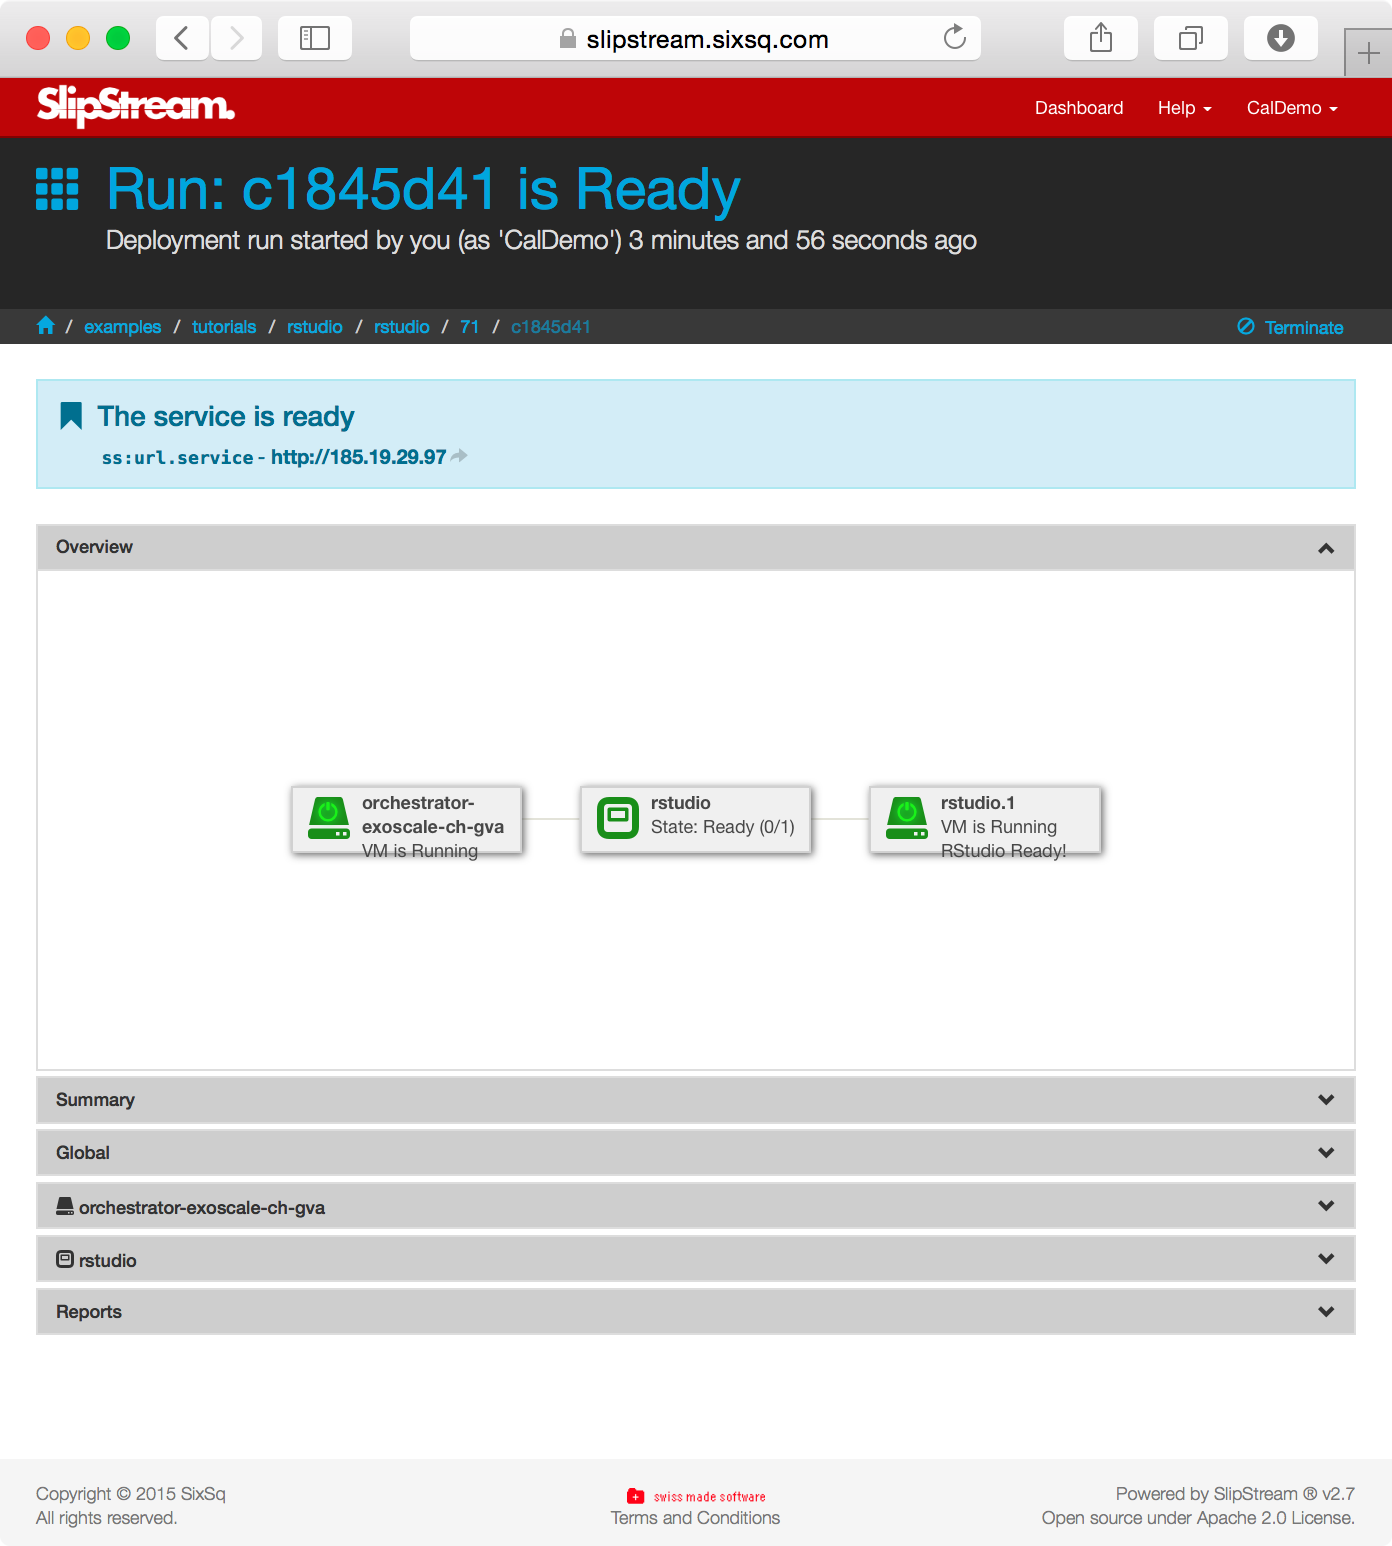 slipstream.sixsq.com
SlipStream.
Dashboard Help CalDemo
Run: c1845d41 is Ready
Deployment run started by you (as 'CalDemo') 3 minutes and 56 seconds ago
/ examples / tutorials / rstudio / rstudio / 71 / c1845d41
Terminate
The service is ready
ss:url.service - http://185.19.29.97
Overview
orchestrator-
exoscale-ch-gva
VM is Running
rstudio
State: Ready (0/1)
rstudio.1
VM is Running
RStudio Ready!
Summary
Global
orchestrator-exoscale-ch-gva
rstudio
Reports
Copyright © 2015 SixSq
All rights reserved.
swiss made software
Terms and Conditions
Powered by SlipStream ® v2.7
Open source under Apache 2.0 License.